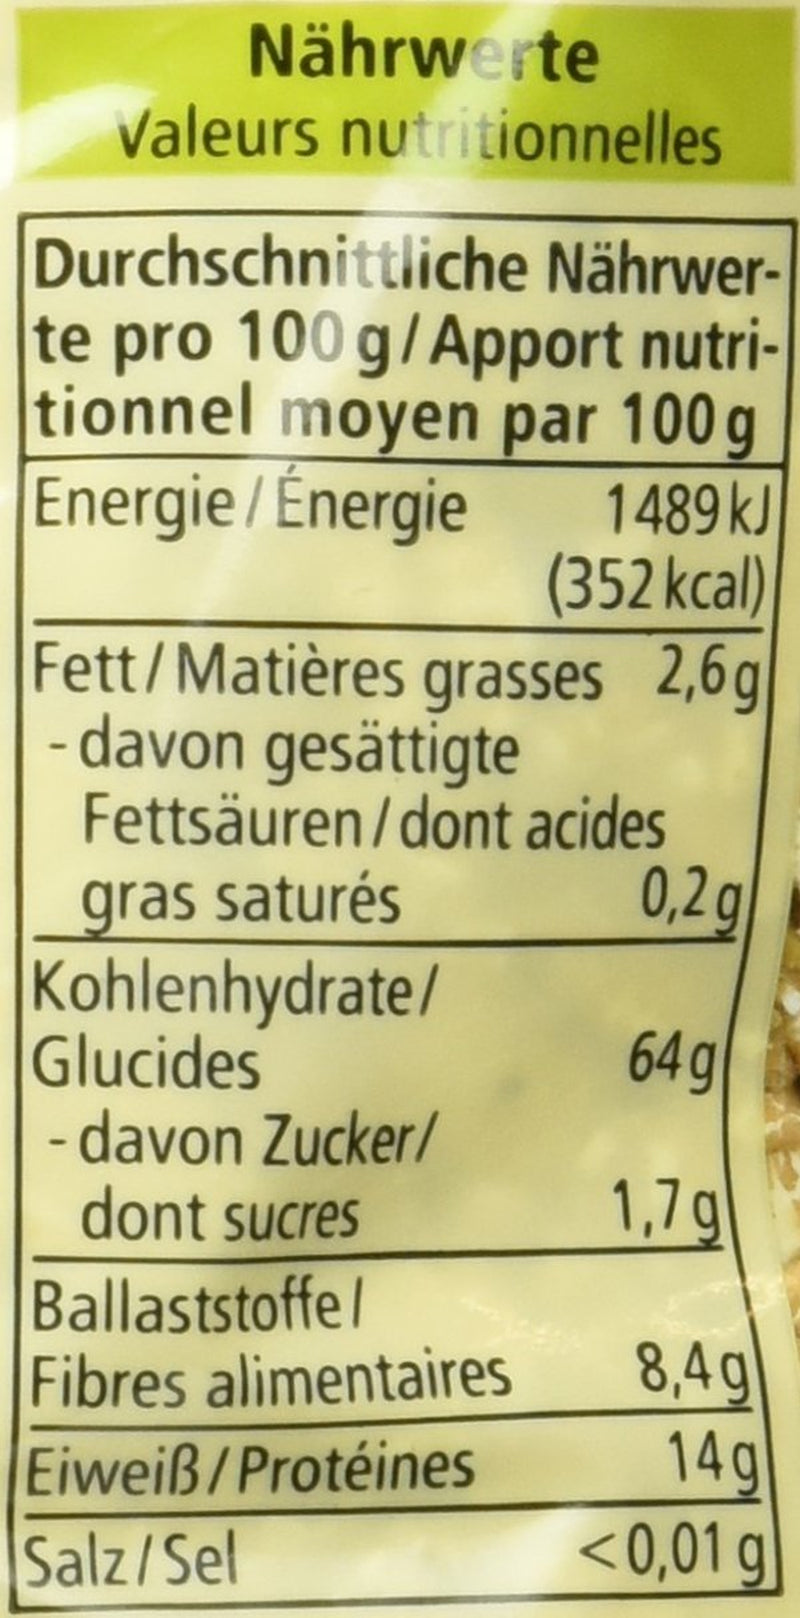 Nährwerte
Valeurs nutritionnelles
Durchschnittliche Nährwer-
te pro 100 g / Apport nutri-
tionnel moyen par 100 g
Energie / Énergie 1489 kJ
(352 kcal)
Fett / Matières grasses 2,6 g
- davon gesättigte
Fettsäuren / dont acides
gras saturés 0,2 g
Kohlenhydrate /
Glucides 64 g
- davon Zucker /
dont sucres 1,7 g
Ballaststoffe /
Fibres alimentaires 8,4 g
Eiweiß / Protéines 14 g
Salz / Sel <0,01 g